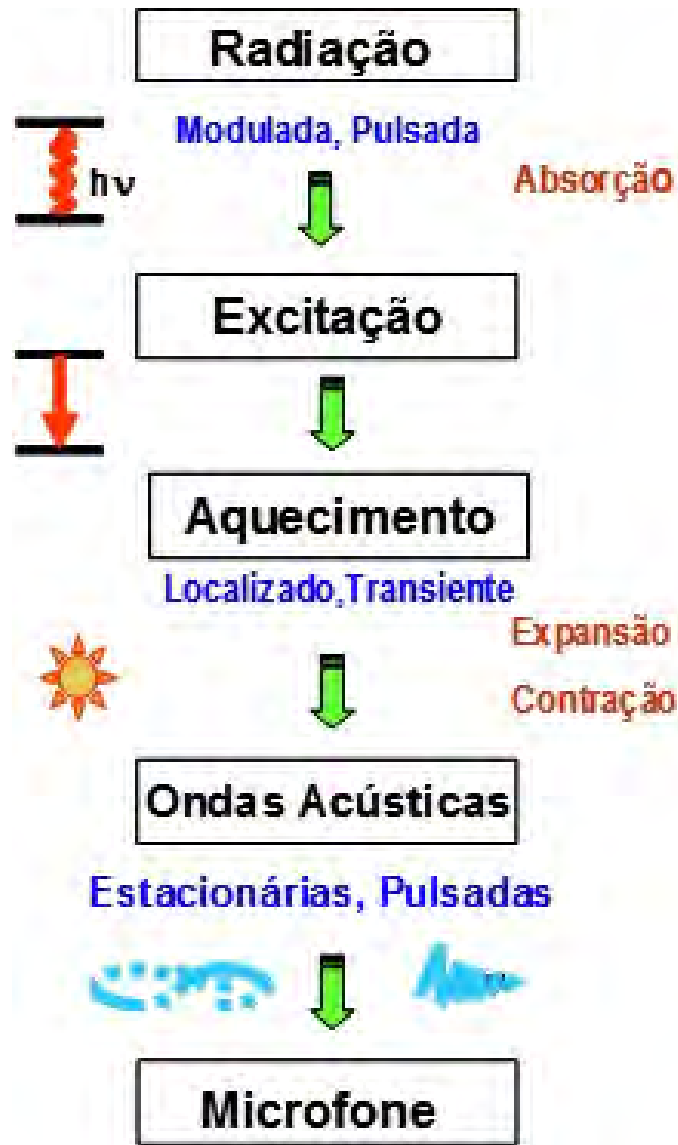 Radiação
Modulada, Pulsada
hν
Absorção
Excitação
Aquecimento
Localizado,Transiente
Expansão
Contração
Ondas Acústicas
Estacionárias, Pulsadas
Microfone